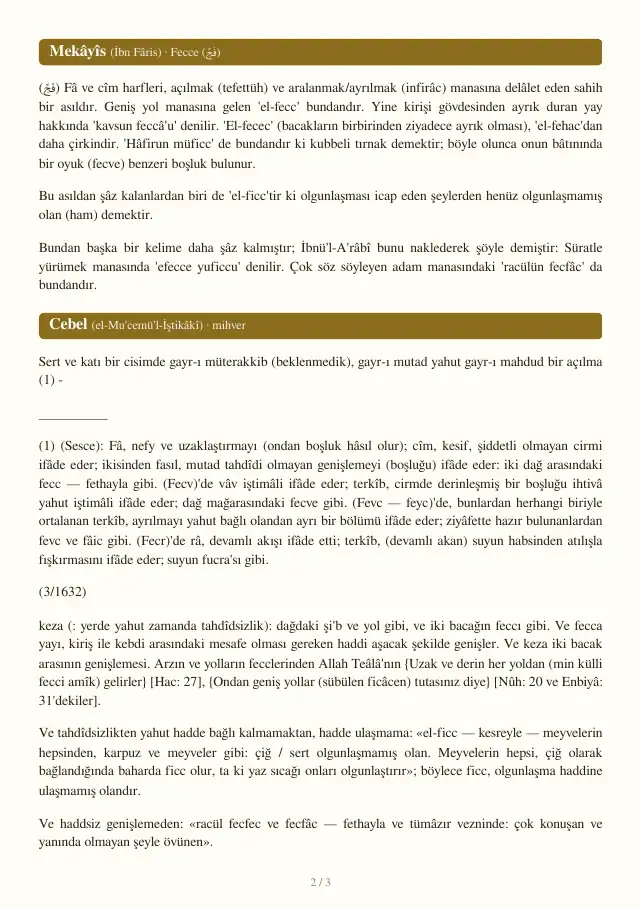 Mekâyîs (İbn Fâris) · Fecce (فَجّ)
(فَجّ) Fâ ve cîm harfleri, açılmak (tefettüh) ve aralanmak/ayrılmak (infirâc) manasına delâlet eden sahih
bir asıldır. Geniş yol manasına gelen 'el-fecc' bundandır. Yine kirişi gövdesinden ayrık duran yay
hakkında 'kavsun feccâ'u' denilir. 'El-fecec' (bacakların birbirinden ziyadece ayrık olması), 'el-fehac'dan
daha çirkindir. 'Hâfirun müficc' de bundandır ki kubbeli tırnak demektir; böyle olunca onun bâtınında
bir oyuk (fecve) benzeri boşluk bulunur.
Bu asıldan şâz kalanlardan biri de 'el-ficc'tir ki olgunlaşması icap eden şeylerden henüz olgunlaşmamış
olan (ham) demektir.
Bundan başka bir kelime daha şâz kalmıştır; İbnü'l-A'râbî bunu naklederek şöyle demiştir: Süratle
yürümek manasında 'efecce yuficcu' denilir. Çok söz söyleyen adam manasındaki 'racülün fecfâc' da
bundandır.
Cebel (el-Mu'cemü'l-İştikâkî) · mihver
Sert ve katı bir cisimde gayr-ı müterakkib (beklenmedik), gayr-ı mutad yahut gayr-ı mahdud bir açılma
(1) -
(1) (Sesce): Fâ, nefy ve uzaklaştırmayı (ondan boşluk hâsıl olur); cîm, kesif, şiddetli olmayan cirmi
ifâde eder; ikisinden fasıl, mutad tahdîdi olmayan genişlemeyi (boşluğu) ifâde eder: iki dağ arasındaki
fecc — fethayla gibi. (Fecv)'de vâv iştimâli ifâde eder; terkîb, cirmde derinleşmiş bir boşluğu ihtivâ
yahut iştimâli ifâde eder; dağ mağarasındaki fecve gibi. (Fevc — feyc)'de, bunlardan herhangi biriyle
ortalanan terkîb, ayrılmayı yahut bağlı olandan ayrı bir bölümü ifâde eder; ziyâfette hazır bulunanlardan
fevc ve fâic gibi. (Fecr)'de râ, devamlı akışı ifâde etti; terkîb, (devamlı akan) suyun habsinden atılışla
fışkırmasını ifâde eder; suyun fucra'sı gibi.
(3/1632)
keza (: yerde yahut zamanda tahdîdsizlik): dağdaki şi'b ve yol gibi, ve iki bacağın feccı gibi. Ve fecca
yayı, kiriş ile kebdi arasındaki mesafe olması gereken haddi aşacak şekilde genişler. Ve keza iki bacak
arasının genişlemesi. Arzın ve yolların fecclerinden Allah Teâlâ'nın {Uzak ve derin her yoldan (min külli
fecci amîk) gelirler} [Hac: 27], {Ondan geniş yollar (sübülen ficâcen) tutasınız diye} [Nûh: 20 ve Enbiyâ:
31'dekiler].
Ve tahdîdsizlikten yahut hadde bağlı kalmamaktan, hadde ulaşmama: «el-ficc — kesreyle — meyvelerin
hepsinden, karpuz ve meyveler gibi: çiğ / sert olgunlaşmamış olan. Meyvelerin hepsi, çiğ olarak
bağlandığında baharda ficc olur, ta ki yaz sıcağı onları olgunlaştırır»; böylece ficc, olgunlaşma haddine
ulaşmamış olandır.
Ve haddsiz genişlemeden: «racül fecfec ve fecfâc — fethayla ve tümâzır vezninde: çok konuşan ve
yanında olmayan şeyle övünen».
2 / 3